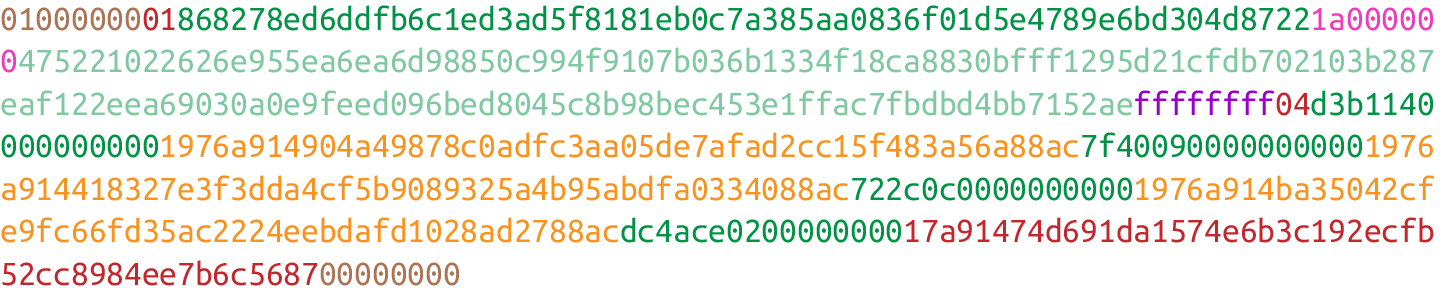 0100000001868278ed6ddfb6c1ed3ad5f8181eb0c7a385aa0836f01d5e4789e6bd304d87221a00000
0475221022626e955ea6ea6d98850c994f9107b036b1334f18ca8830bfff1295d21cfdb702103b287
eaf122eea69030a0e9feed096bed8045c8b98bec453e1ffac7fbdbd4bb7152aeffffffff04d3b1140
0000000001976a914904a49878c0adfc3aa05de7afad2cc15f483a56a88ac7f400900000000001976
a914418327e3f3dda4cf5b9089325a4b95abdfa0334088ac722c0c00000000001976a914ba35042cf
e9fc66fd35ac2224eebdafd1028ad2788acdc4ace020000000017a91474d691da1574e6b3c192ecfb
52cc8984ee7b6c568700000000